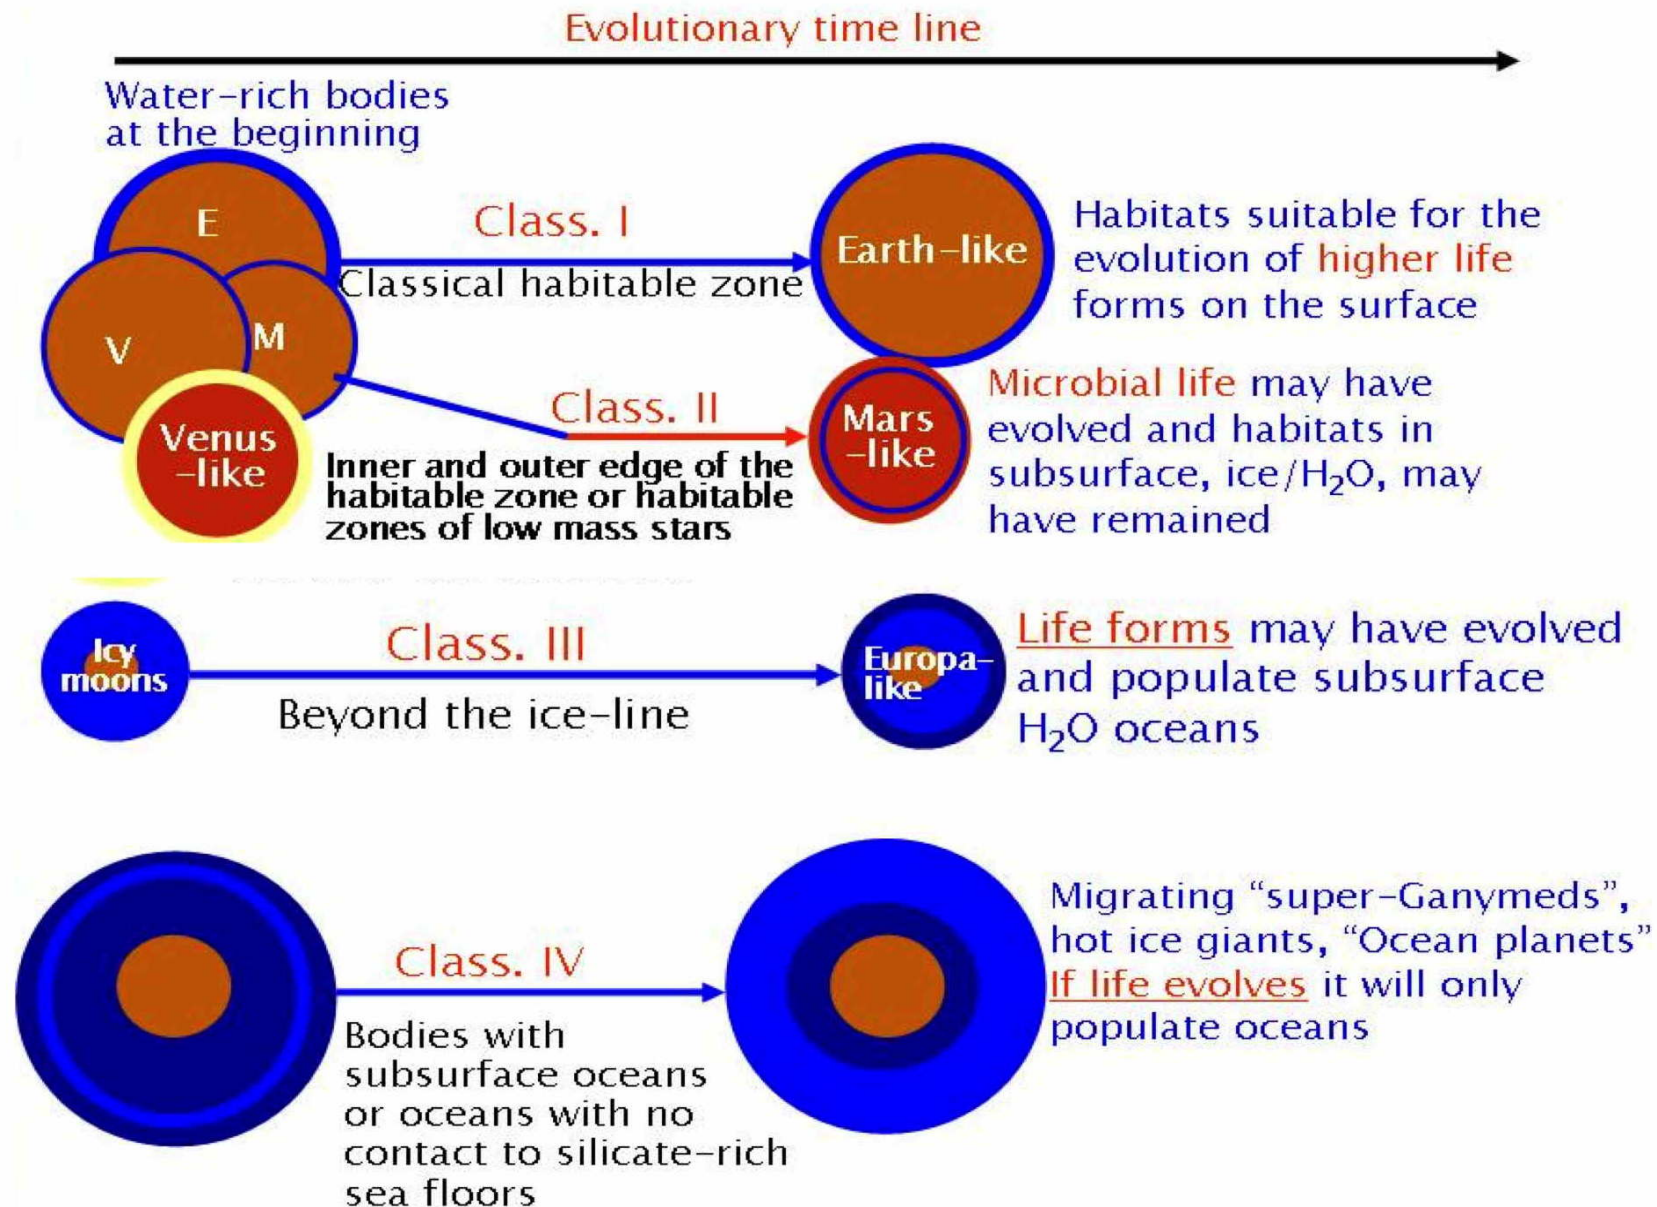 Evolutionary time line
Water-rich bodies
at the beginning
E
V
M
Class. I
Classical habitable zone
Earth-like
Habitats suitable for the
evolution of higher life
forms on the surface
Venus
-like
Class. II
Inner and outer edge of the
habitable zone or habitable
zones of low mass stars
Mars
-like
Microbial life may have
evolved and habitats in
subsurface, ice/H₂O, may
have remained
Icy
moons
Class. III
Beyond the ice-line
Europa-
like
Life forms may have evolved
and populate subsurface
H₂O oceans
Class. IV
Bodies with
subsurface oceans
or oceans with no
contact to silicate-rich
sea floors
Migrating “super-Ganymeds”,
hot ice giants, “Ocean planets”
If life evolves it will only
populate oceans